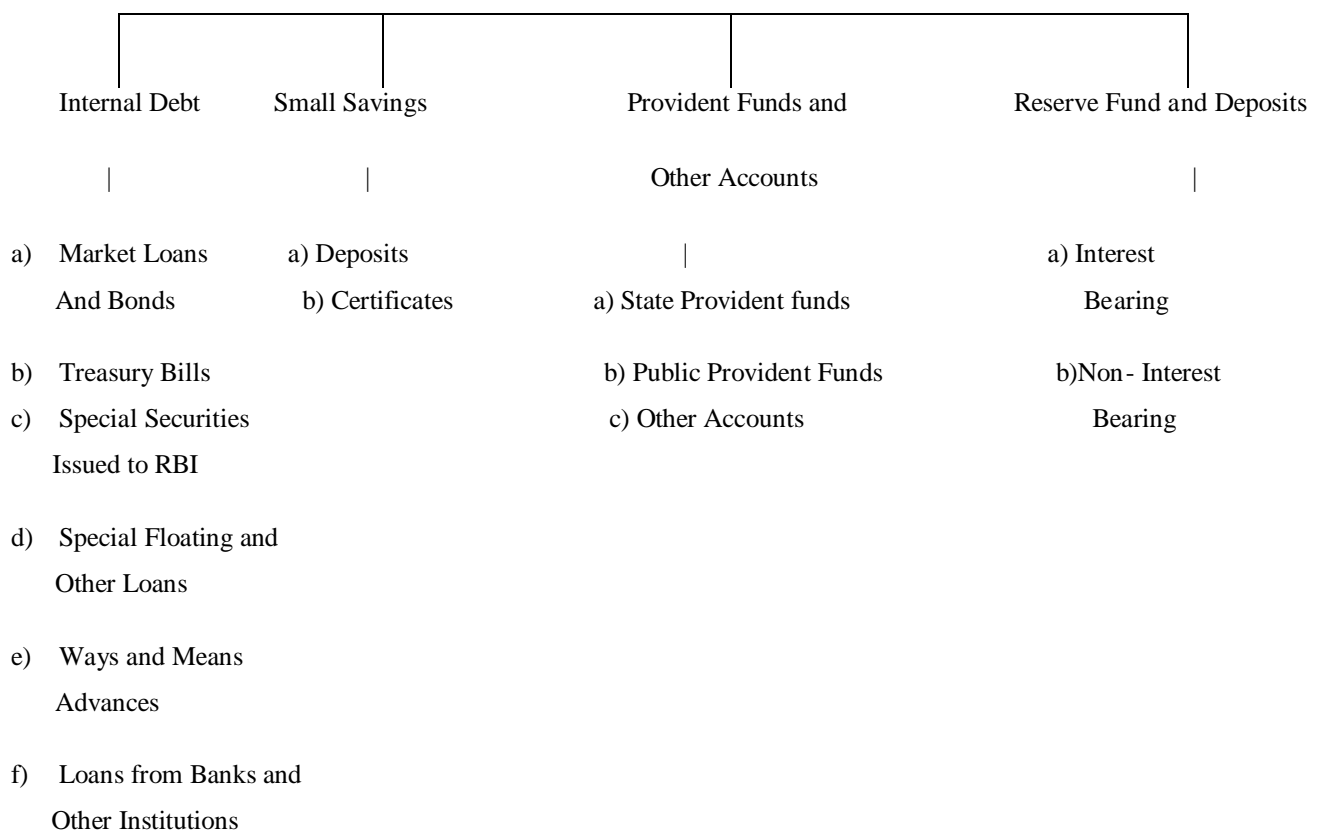 Internal Debt Small Savings Provident Funds and Reserve Fund and Deposits
| | Other Accounts |
a) Market Loans a) Deposits | a) Interest
And Bonds b) Certificates a) State Provident funds Bearing
b) Treasury Bills b) Public Provident Funds b)Non- Interest
c) Special Securities c) Other Accounts Bearing
Issued to RBI
d) Special Floating and
Other Loans
e) Ways and Means
Advances
f) Loans from Banks and
Other Institutions